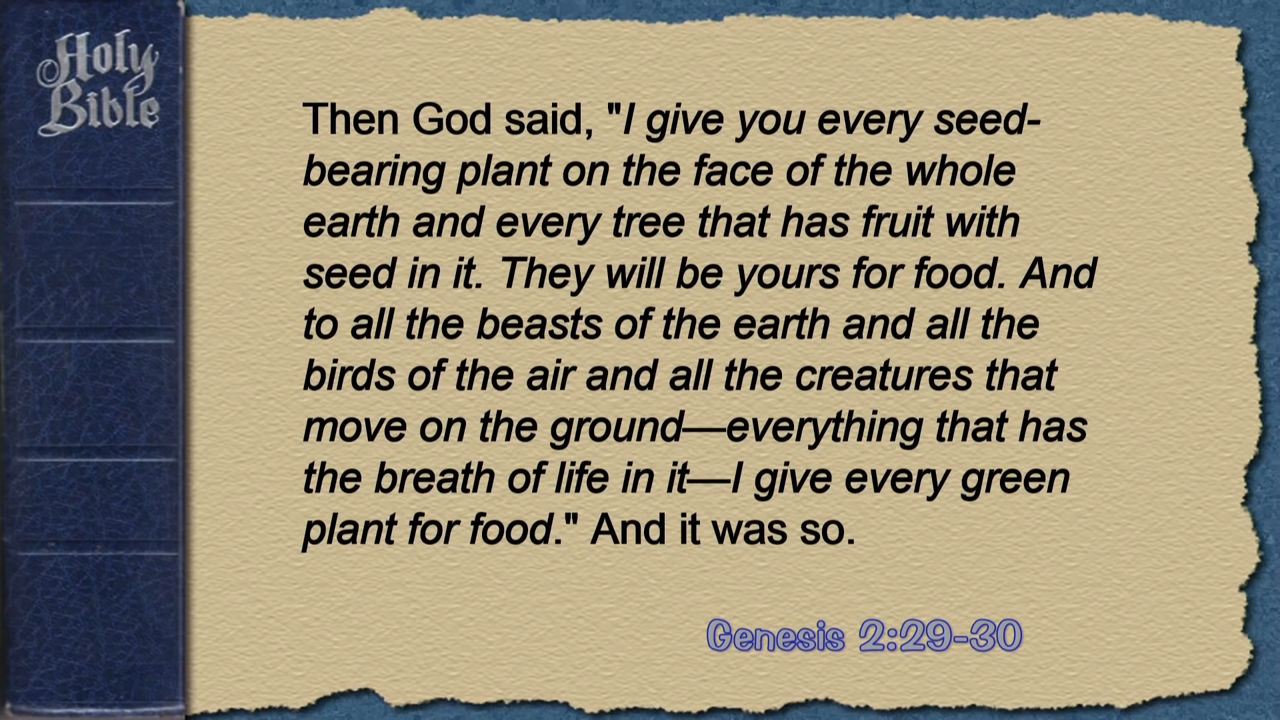 Holy
Bible
Then God said, "I give you every seed-
bearing plant on the face of the whole
earth and every tree that has fruit with
seed in it. They will be yours for food. And
to all the beasts of the earth and all the
birds of the air and all the creatures that
move on the ground—everything that has
the breath of life in it—I give every green
plant for food." And it was so.
Genesis 2:29-30